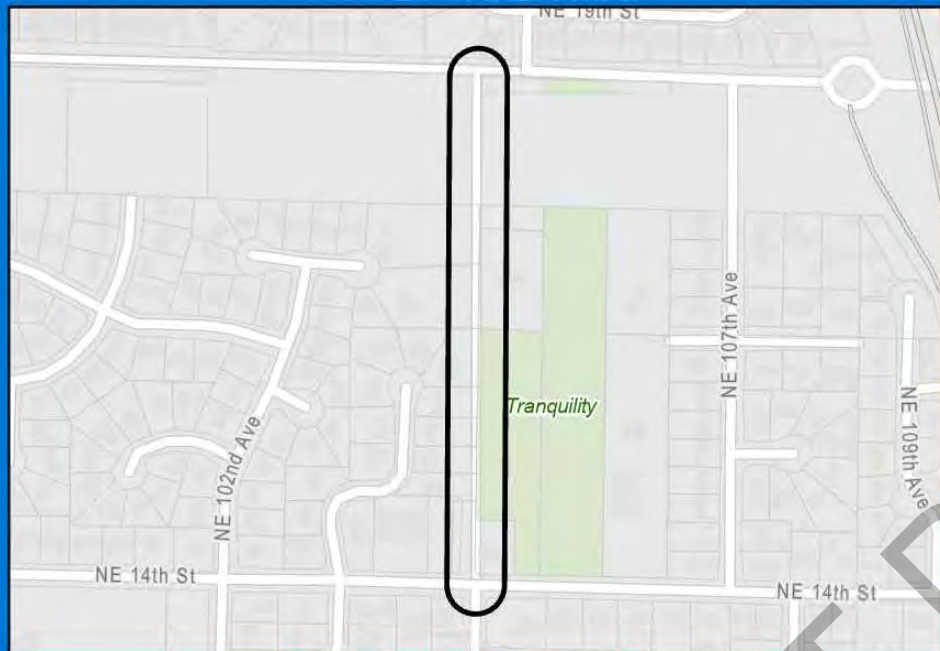 NE 19th St
NE 107th Ave
Tranquility
NE 109th Ave
NE 102nd Ave
NE 14th St
NE 14th St